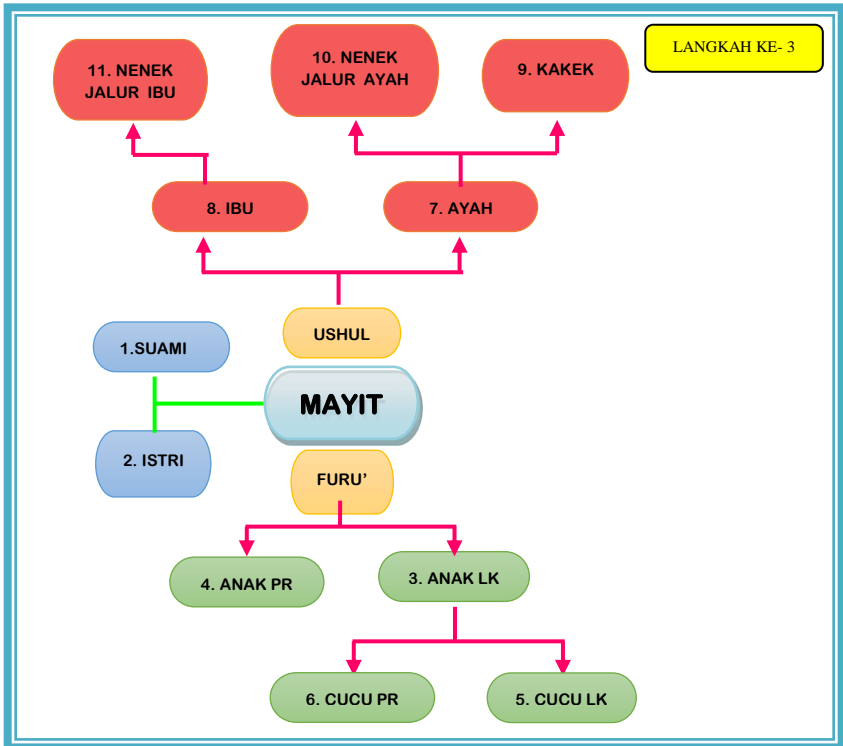 LANGKAH KE- 3
11. NENEK
JALUR IBU
10. NENEK
JALUR AYAH
9. KAKEK
8. IBU
7. AYAH
USHUL
1.SUAMI
MAYIT
2. ISTRI
FURU’
4. ANAK PR
3. ANAK LK
6. CUCU PR
5. CUCU LK